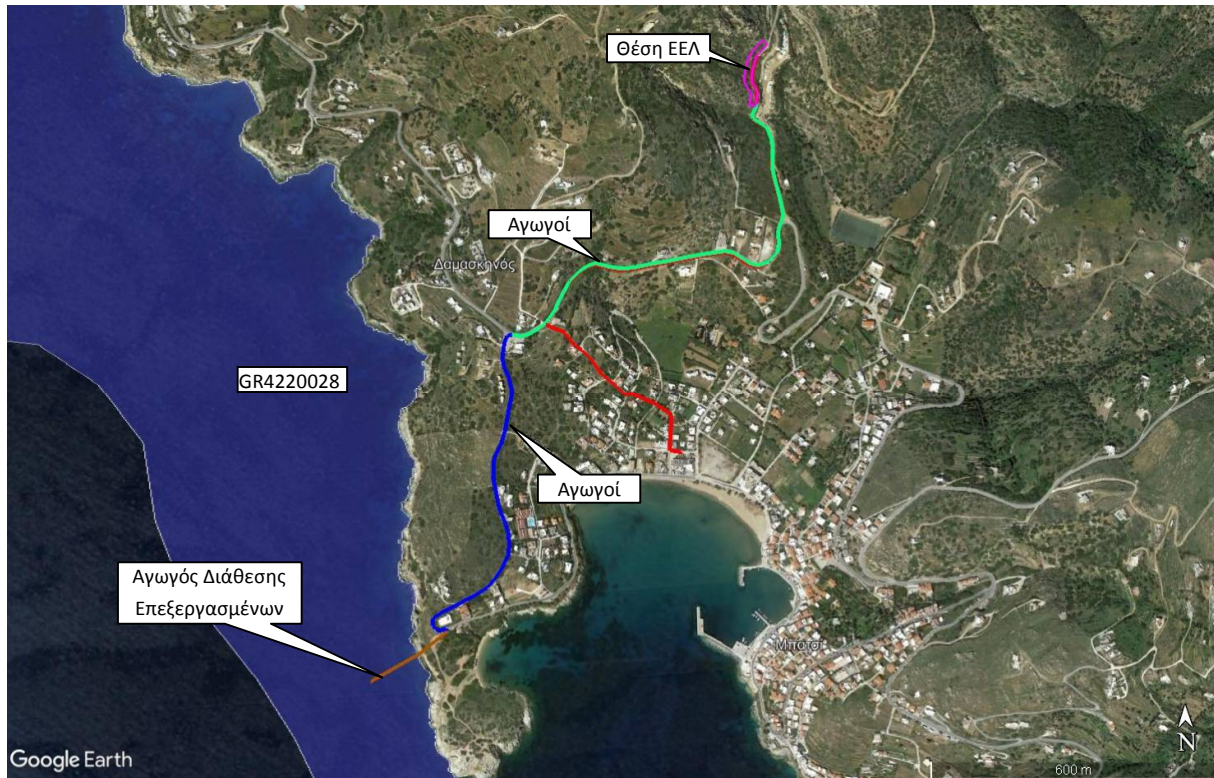 Θέση ΕΕΛ
Αγωγοί
Δαμασκηνός
GR4220028
Αγωγοί
Αγωγός Διάθεσης
Επεξεργασμένων
Μπατσί
N
Google Earth
600 m